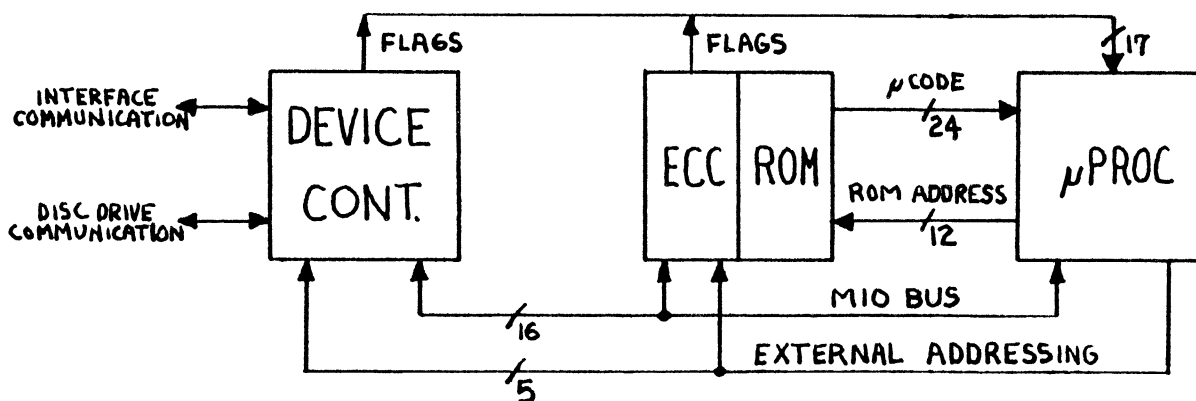 FLAGS
FLAGS
17
INTERFACE
COMMUNICATION
DEVICE
CONT.
DISC DRIVE
COMMUNICATION
ECC
ROM
μCODE
24
ROM ADDRESS
12
μPROC
MIO BUS
16
EXTERNAL ADDRESSING
5